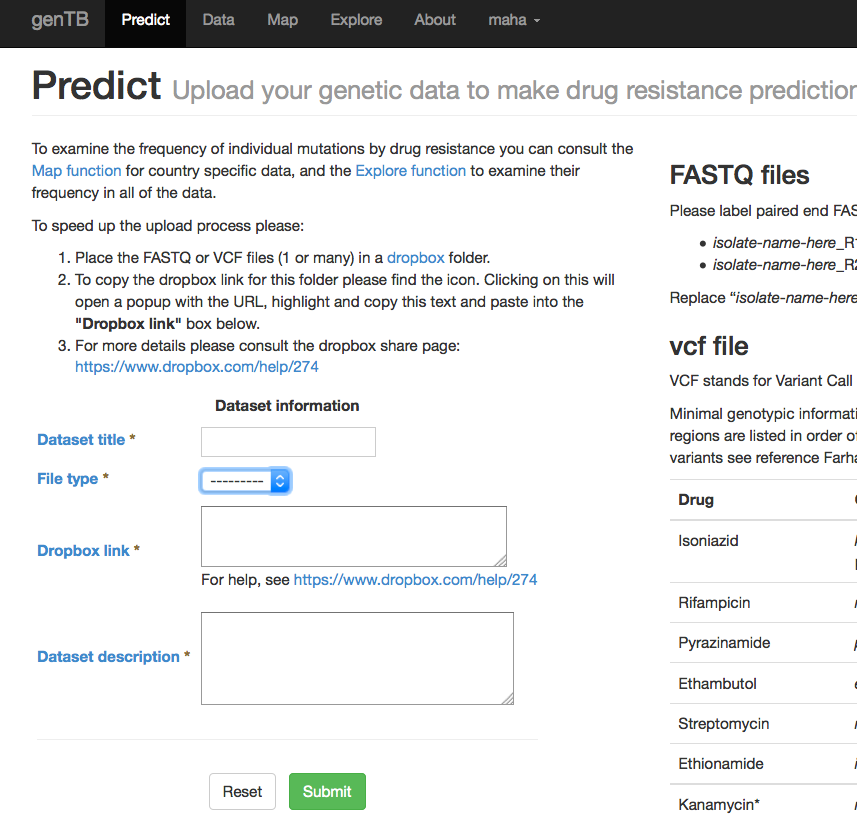 genTB Predict Data Map Explore About maha
Predict Upload your genetic data to make drug resistance prediction
To examine the frequency of individual mutations by drug resistance you can consult the
Map function for country specific data, and the Explore function to examine their
frequency in all of the data.
To speed up the upload process please:
1. Place the FASTQ or VCF files (1 or many) in a dropbox folder.
2. To copy the dropbox link for this folder please find the icon. Clicking on this will
open a popup with the URL, highlight and copy this text and paste into the
"Dropbox link" box below.
3. For more details please consult the dropbox share page:
https://www.dropbox.com/help/274
Dataset information
Dataset title *
File type * ---------
Dropbox link *
For help, see https://www.dropbox.com/help/274
Dataset description *
Reset Submit
FASTQ files
Please label paired end FAS
• isolate-name-here_R1
• isolate-name-here_R2
Replace “isolate-name-here
vcf file
VCF stands for Variant Call
Minimal genotypic informati
regions are listed in order of
variants see reference Farha
Drug
Isoniazid
Rifampicin
Pyrazinamide
Ethambutol
Streptomycin
Ethionamide
Kanamycin*